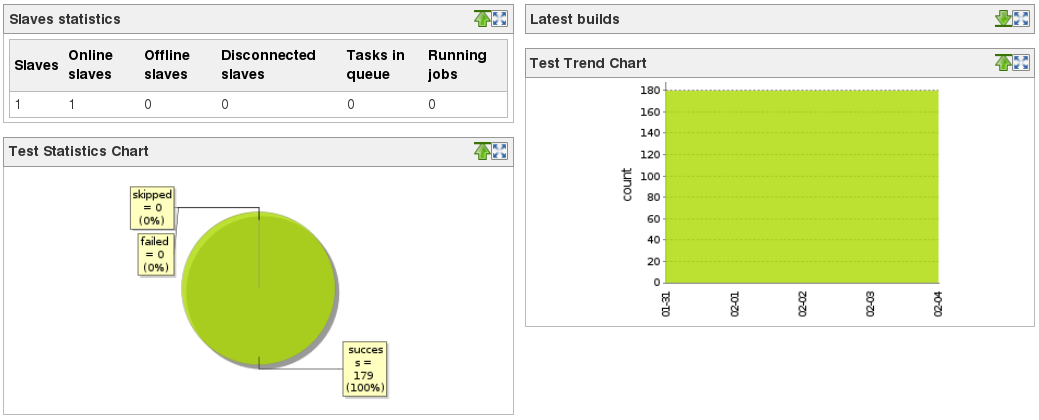 Slaves statistics
Slaves Online slaves Offline slaves Disconnected slaves Tasks in queue Running jobs
1 1 0 0 0 0
Test Statistics Chart
skipped
= 0
(0%)
failed
= 0
(0%)
succes
s =
179
(100%)
Latest builds
Test Trend Chart
count
180
160
140
120
100
80
60
40
20
0
01-31
02-01
02-02
02-03
02-04